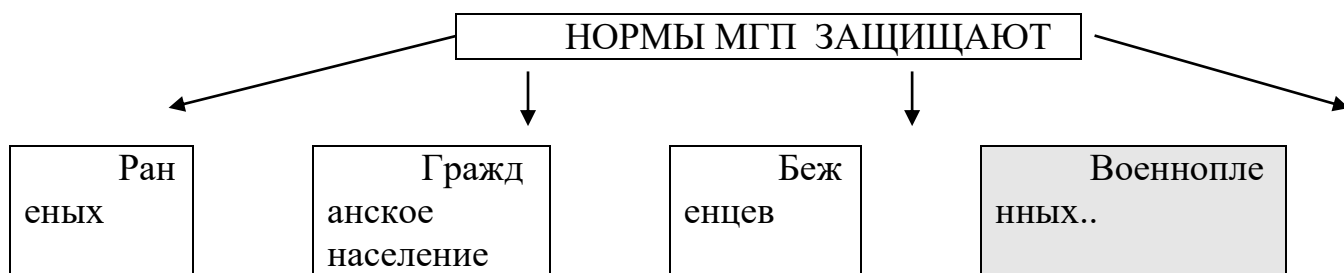 НОРМЫ МГП ЗАЩИЩАЮТ
Ран
еных
Гражд
анское
население
Беж
енцев
Военнопле
нных..